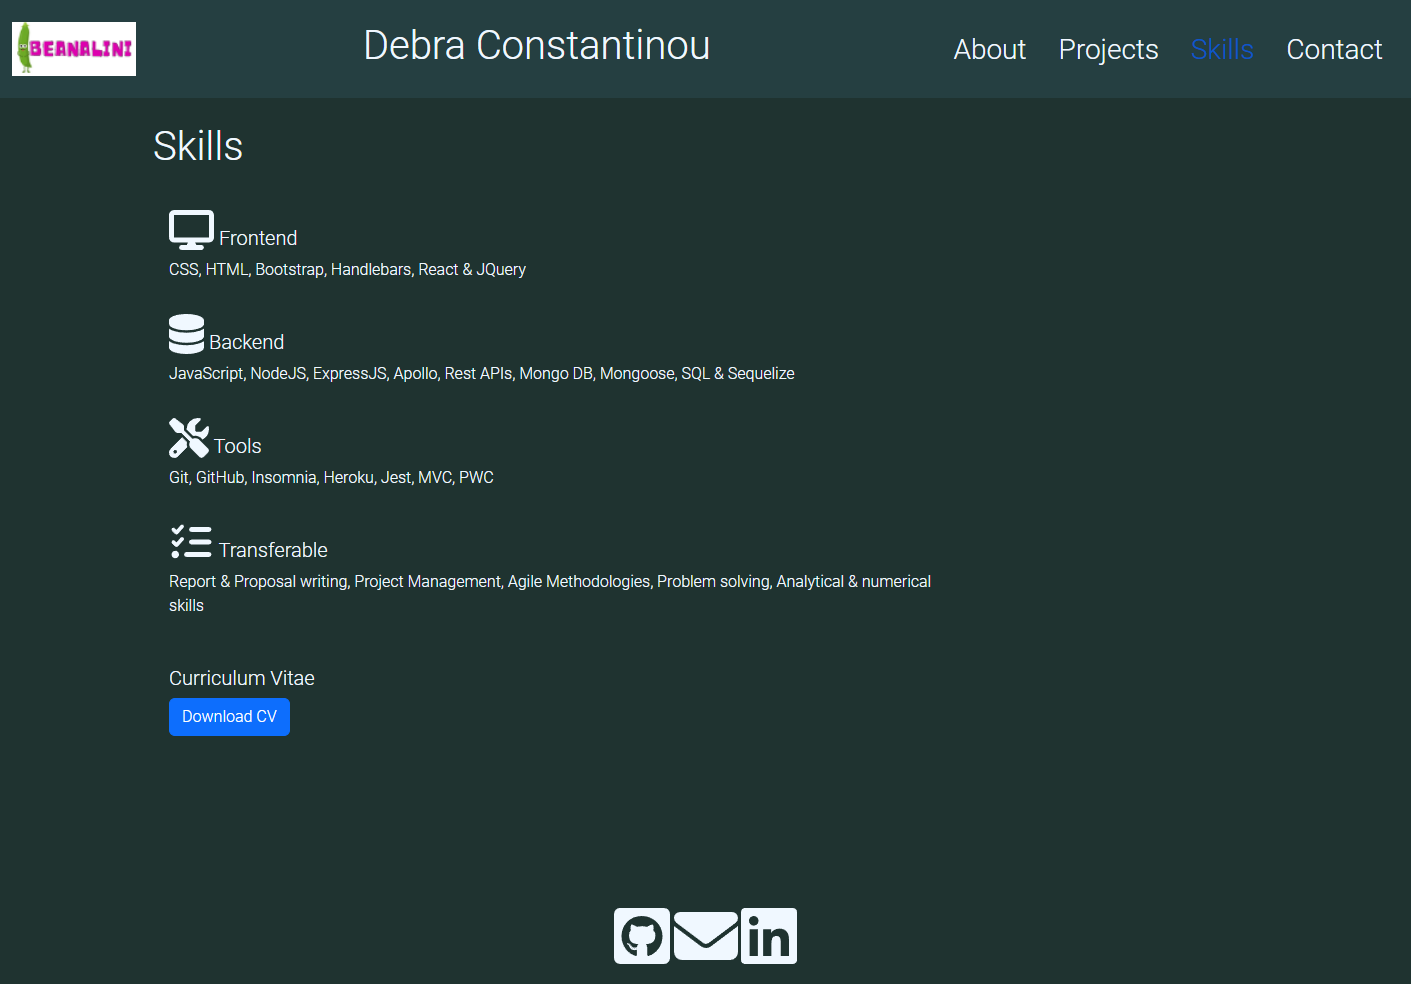 BEANALINI
Debra Constantinou
About Projects Skills Contact
Skills
Frontend
CSS, HTML, Bootstrap, Handlebars, React & JQuery
Backend
JavaScript, NodeJS, ExpressJS, Apollo, Rest APIs, Mongo DB, Mongoose, SQL & Sequelize
Tools
Git, GitHub, Insomnia, Heroku, Jest, MVC, PWC
Transferable
Report & Proposal writing, Project Management, Agile Methodologies, Problem solving, Analytical & numerical
skills
Curriculum Vitae
Download CV
in